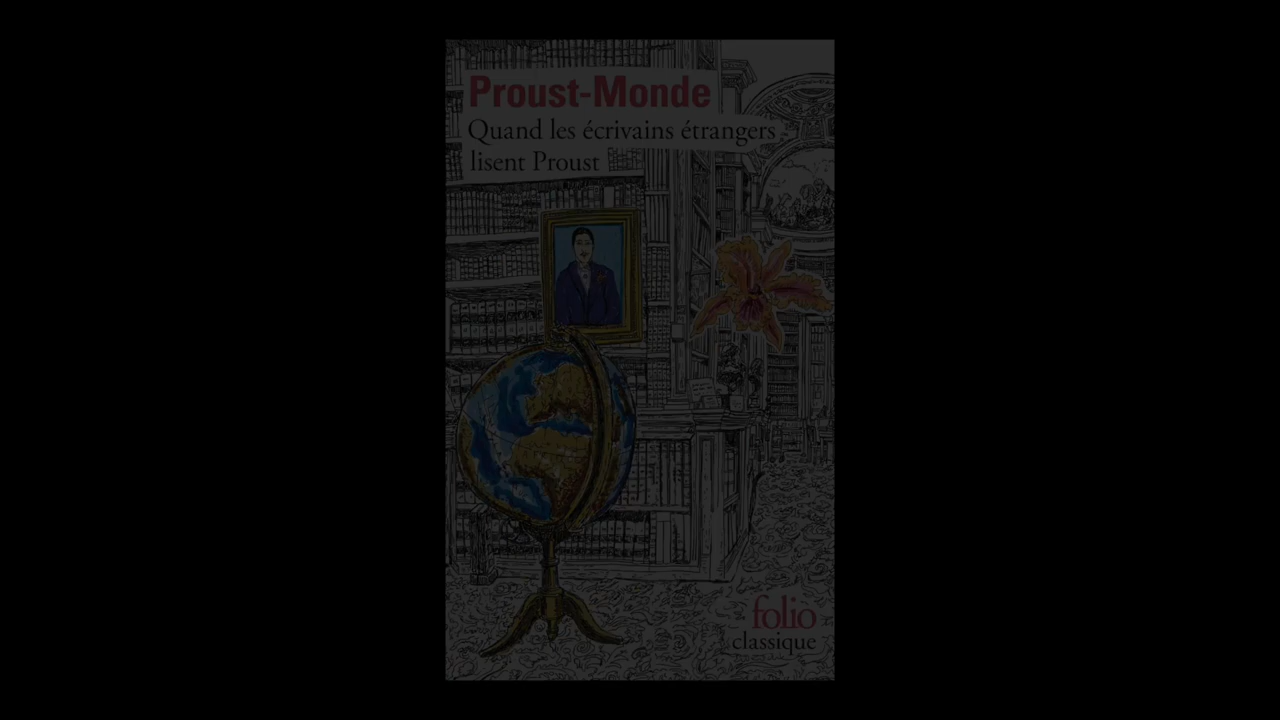 Proust-Monde
Quand les écrivains étrangers
lisent Proust
folio
classique